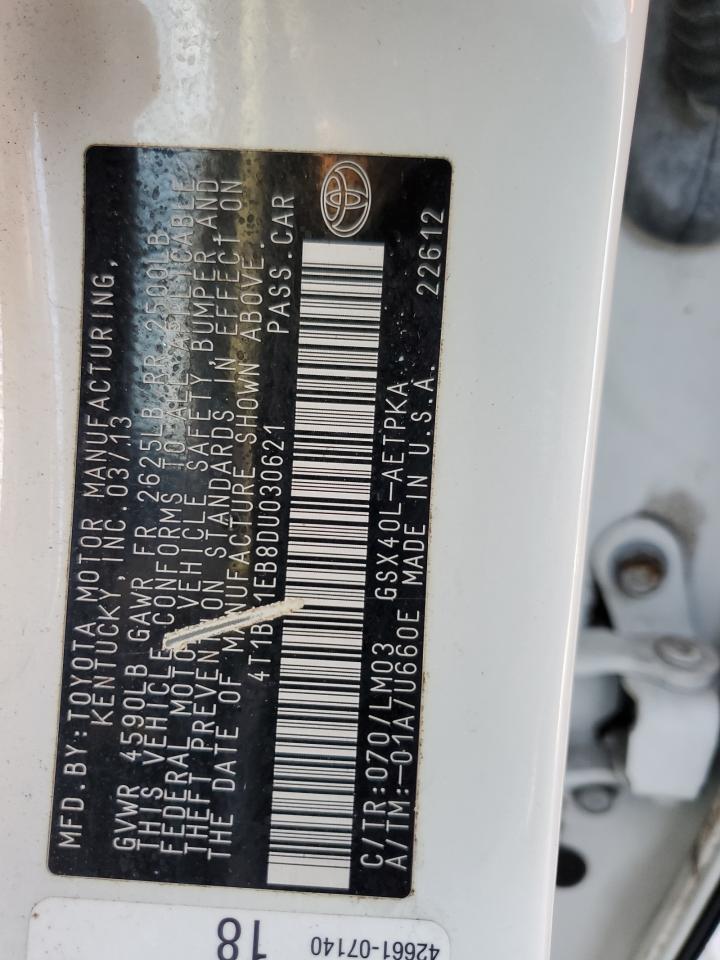 MFD.BY:TOYOTA MOTOR MANUFACTURING,
KENTUCKY, INC.03/13
GVWR 4590LB GAWR FR 2625LB RR 2500LB
THIS VEHICLE CONFORMS TO ALL APPLICABLE
FEDERAL MOTOR VEHICLE SAFETY, BUMPER, AND
THEFT PREVENTION STANDARDS IN EFFECT ON
THE DATE OF MANUFACTURE SHOWN ABOVE.
PASS.CAR
C/TR:070/LM03 GSX40L-AETPKA
A/TM:-01A/U660E MADE IN U.S.A. 22612
18
42661-07140